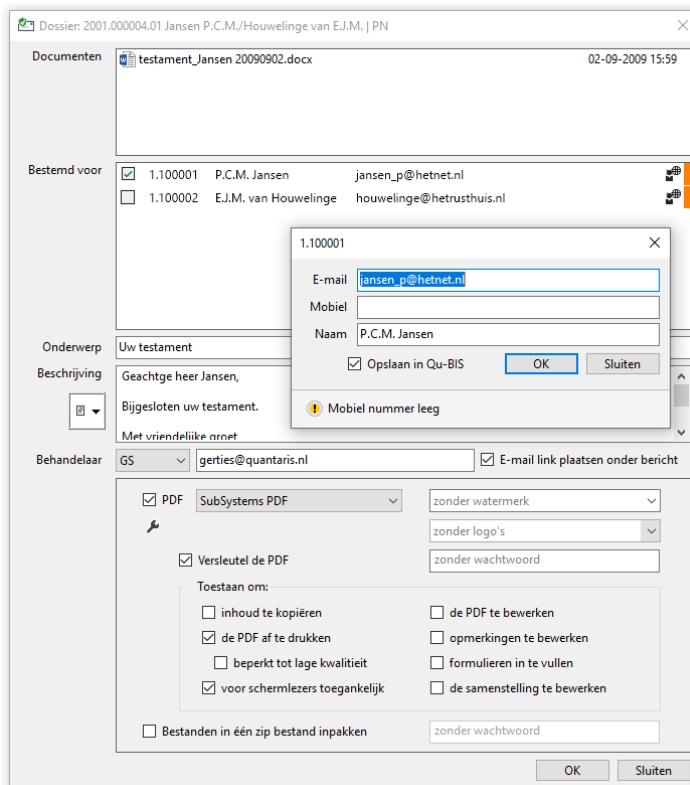 Dossier: 2001.000004.01 Jansen P.C.M./Houwelinge van E.J.M. | PN
Documenten
testament_Jansen 20090902.docx 02-09-2009 15:59
Bestemd voor
1.100001 P.C.M. Jansen jansen_p@hetnet.nl
1.100002 E.J.M. van Houwelinge houwelinge@hetrusthuis.nl
1.100001
E-mail jansen_p@hetnet.nl
Mobiel
Naam P.C.M. Jansen
Opslaan in Qu-BIS OK Sluiten
Mobiel nummer leeg
Onderwerp Uw testament
Beschrijving Geachtge heer Jansen,
Bijgesloten uw testament.
Met vriendelijke groet
Behandelaar GS gerties@quantaris.nl E-mail link plaatsen onder bericht
PDF SubSystems PDF zonder watermerk
zonder logo's
Versleutel de PDF zonder wachtwoord
Toestaan om:
inhoud te kopiëren de PDF te bewerken
de PDF af te drukken opmerkingen te bewerken
beperkt tot lage kwalitieit formulieren in te vullen
voor schermlezers toegankelijk de samenstelling te bewerken
Bestanden in één zip bestand inpakken zonder wachtwoord
OK Sluiten